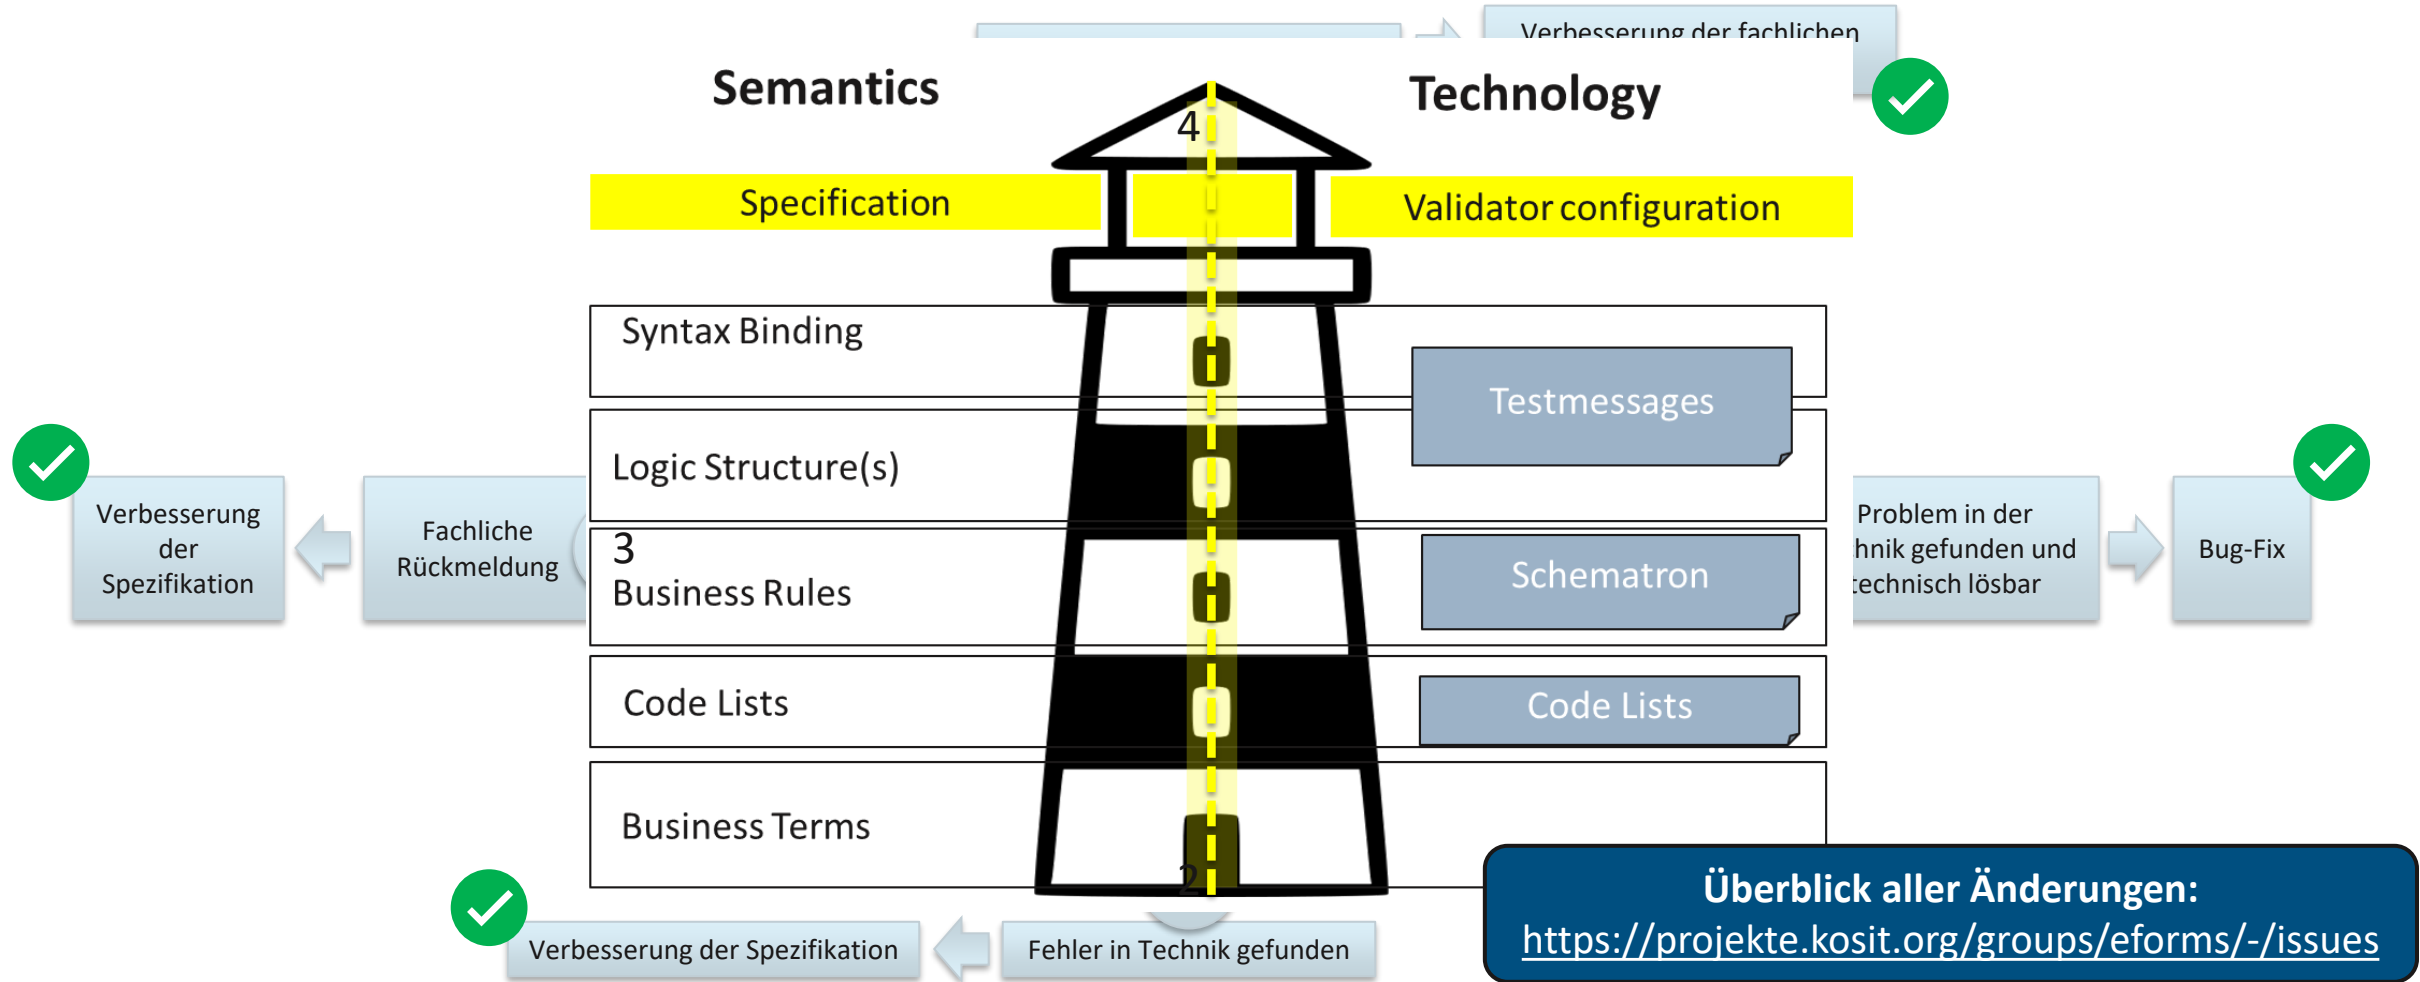 Verbesserung der fachlichen
Semantics
Technology
4
Specification
Validator configuration
Syntax Binding
Testmessages
Logic Structure(s)
Verbesserung
der
Spezifikation
Fachliche
Rückmeldung
3
Business Rules
Schematron
Problem in der
chnik gefunden und
technisch lösbar
Bug-Fix
Code Lists
Code Lists
Business Terms
2
Überblick aller Änderungen:
https://projekte.kosit.org/groups/eforms/-/issues
Verbesserung der Spezifikation
Fehler in Technik gefunden